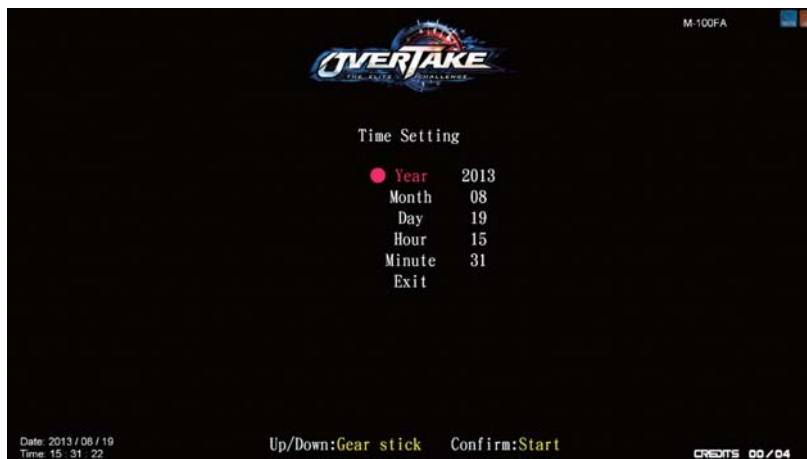 M-100FA
OVERTAKE
THE ELITE CHALLENGE
Time Setting
Year 2013
Month 08
Day 19
Hour 15
Minute 31
Exit
Date: 2013 / 08 / 19
Time: 15 : 31 : 22
Up/Down:Gear stick Confirm:Start
CREDITS 00/04